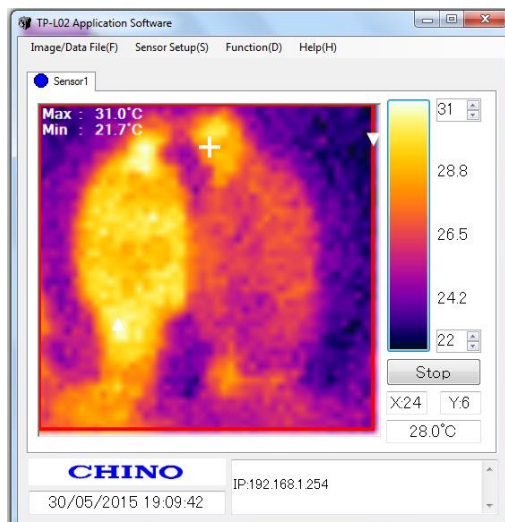 TP-L02 Application Software
Image/Data File(F) Sensor Setup(S) Function(D) Help(H)
Sensor1
Max : 31.0°C
Min : 21.7°C
31
28.8
26.5
24.2
22
Stop
X:24 Y:6
28.0°C
CHINO
IP:192.168.1.254
30/05/2015 19:09:42